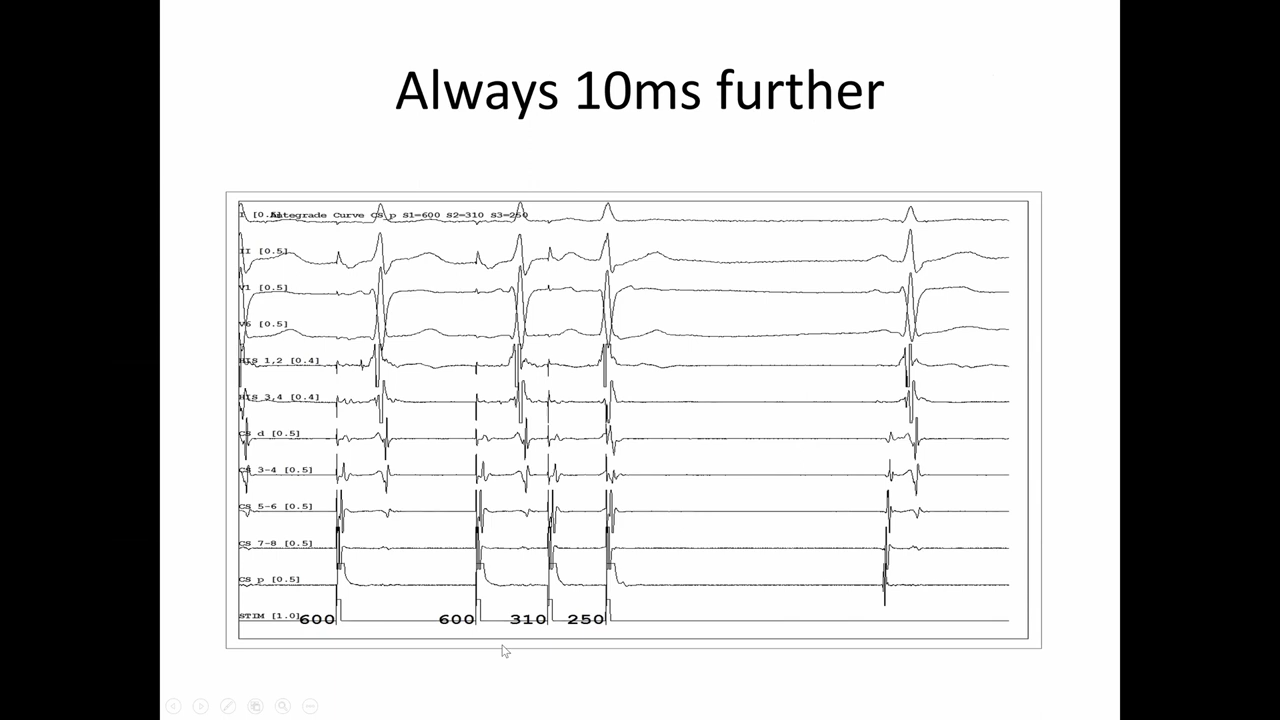 Always 10ms further
I [0.5] Antegrade Curve CS p S1=600 S2=310 S3=250
II [0.5]
V1 [0.5]
V6 [0.5]
HIS 1,2 [0.4]
HIS 3,4 [0.4]
CS d [0.5]
CS 3-4 [0.5]
CS 5-6 [0.5]
CS 7-8 [0.5]
CS p [0.5]
STIM [1.0] 600 600 310 250